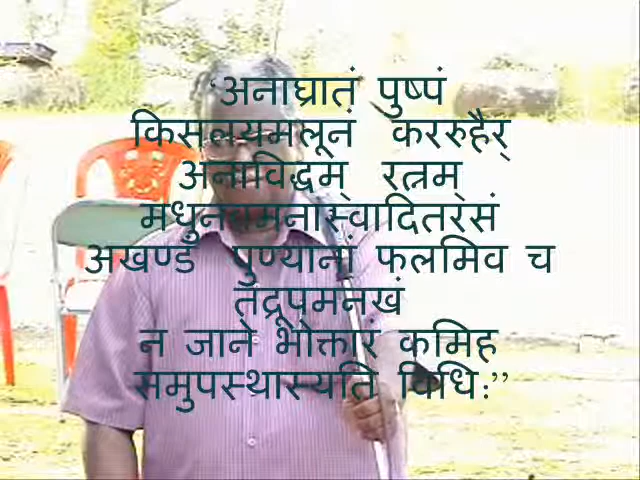 ‘अनाघ्रातं पुष्पं
किसलयमलूनं कररुहैर्
अनाविद्धम् रत्नम्
मधुनवमनास्वादितरसं
अखण्डं पुण्यानां फलमिव च
तद्रूपमनखं
न जाने भोक्तारं कमिह
समुपस्थास्यति विधिः”